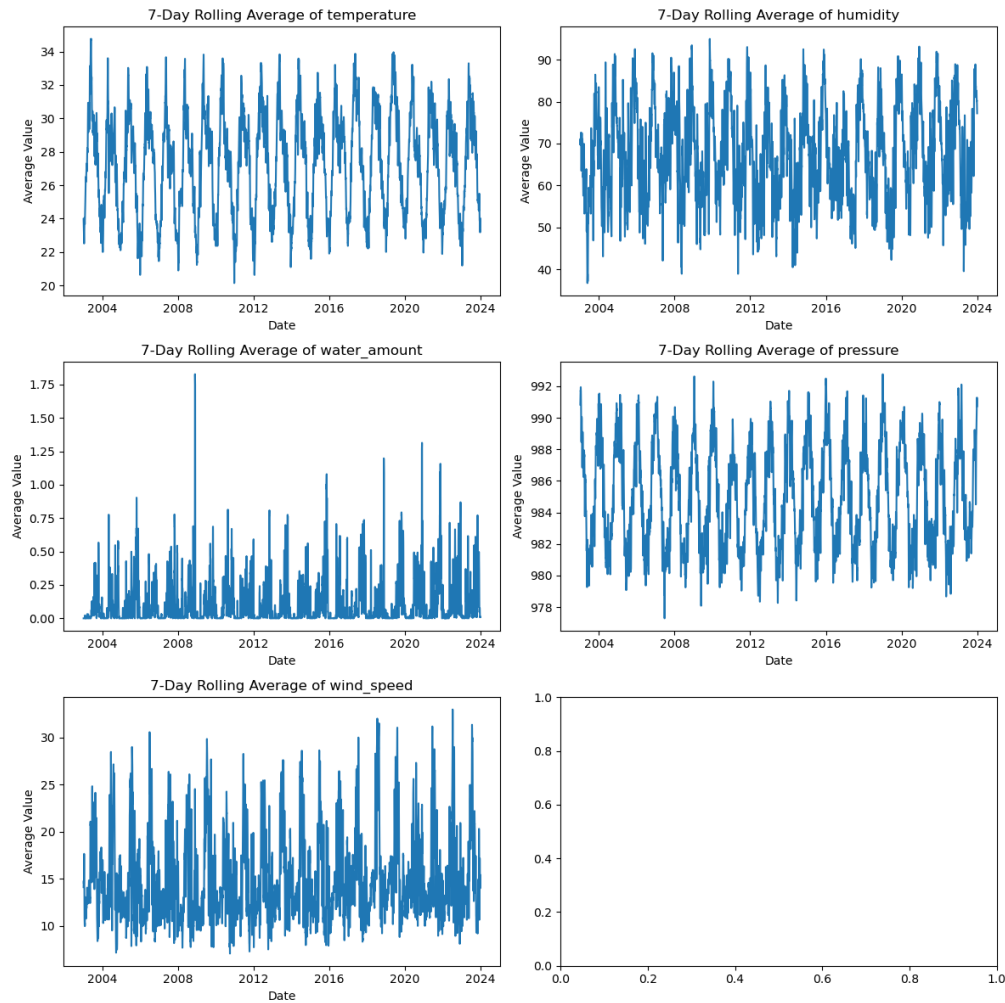 7-Day Rolling Average of temperature
Average Value
34
32
30
28
26
24
22
20
2004 2008 2012 2016 2020 2024
Date
7-Day Rolling Average of humidity
Average Value
90
80
70
60
50
40
2004 2008 2012 2016 2020 2024
Date
7-Day Rolling Average of water_amount
Average Value
1.75
1.50
1.25
1.00
0.75
0.50
0.25
0.00
2004 2008 2012 2016 2020 2024
Date
7-Day Rolling Average of pressure
Average Value
992
990
988
986
984
982
980
978
2004 2008 2012 2016 2020 2024
Date
7-Day Rolling Average of wind_speed
Average Value
30
25
20
15
10
2004 2008 2012 2016 2020 2024
Date
1.0
0.8
0.6
0.4
0.2
0.0
0.0 0.2 0.4 0.6 0.8 1.0